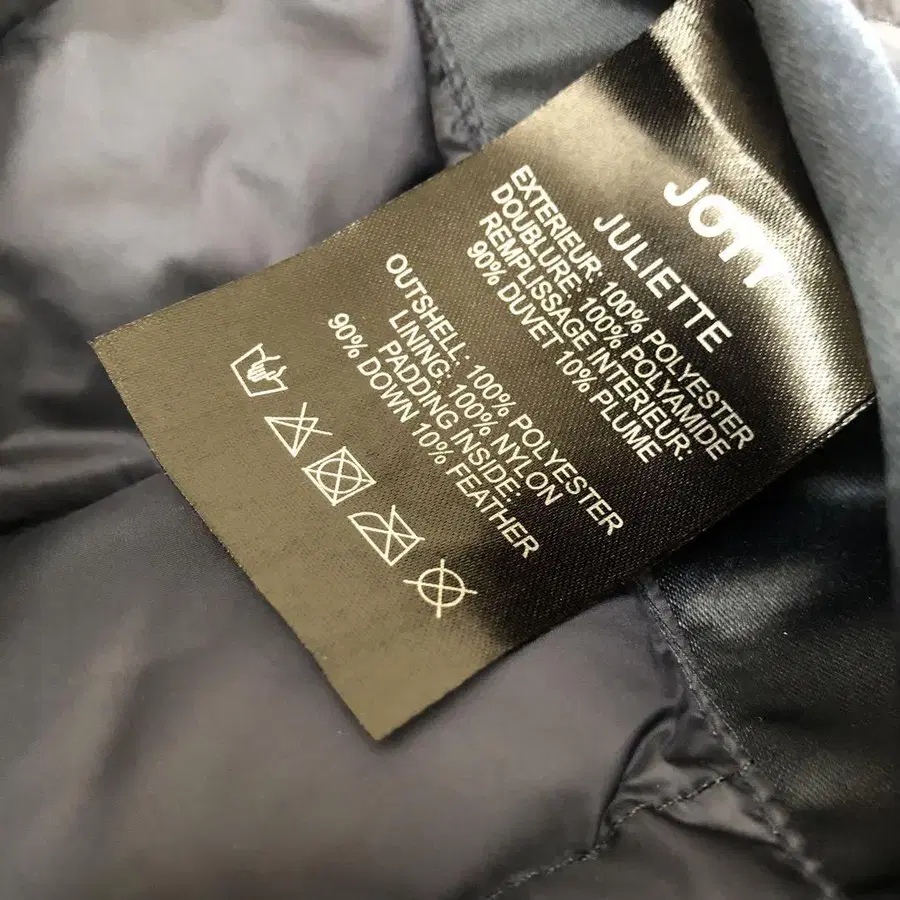 JOTT
JULIETTE
EXTERIEUR: 100% POLYESTER
DOUBLURE: 100% POLYAMIDE
REMPLISSAGE INTERIEUR:
90% DUVET 10% PLUME
OUTSHELL: 100% POLYESTER
LINING: 100% NYLON
PADDING INSIDE:
90% DOWN 10% FEATHER